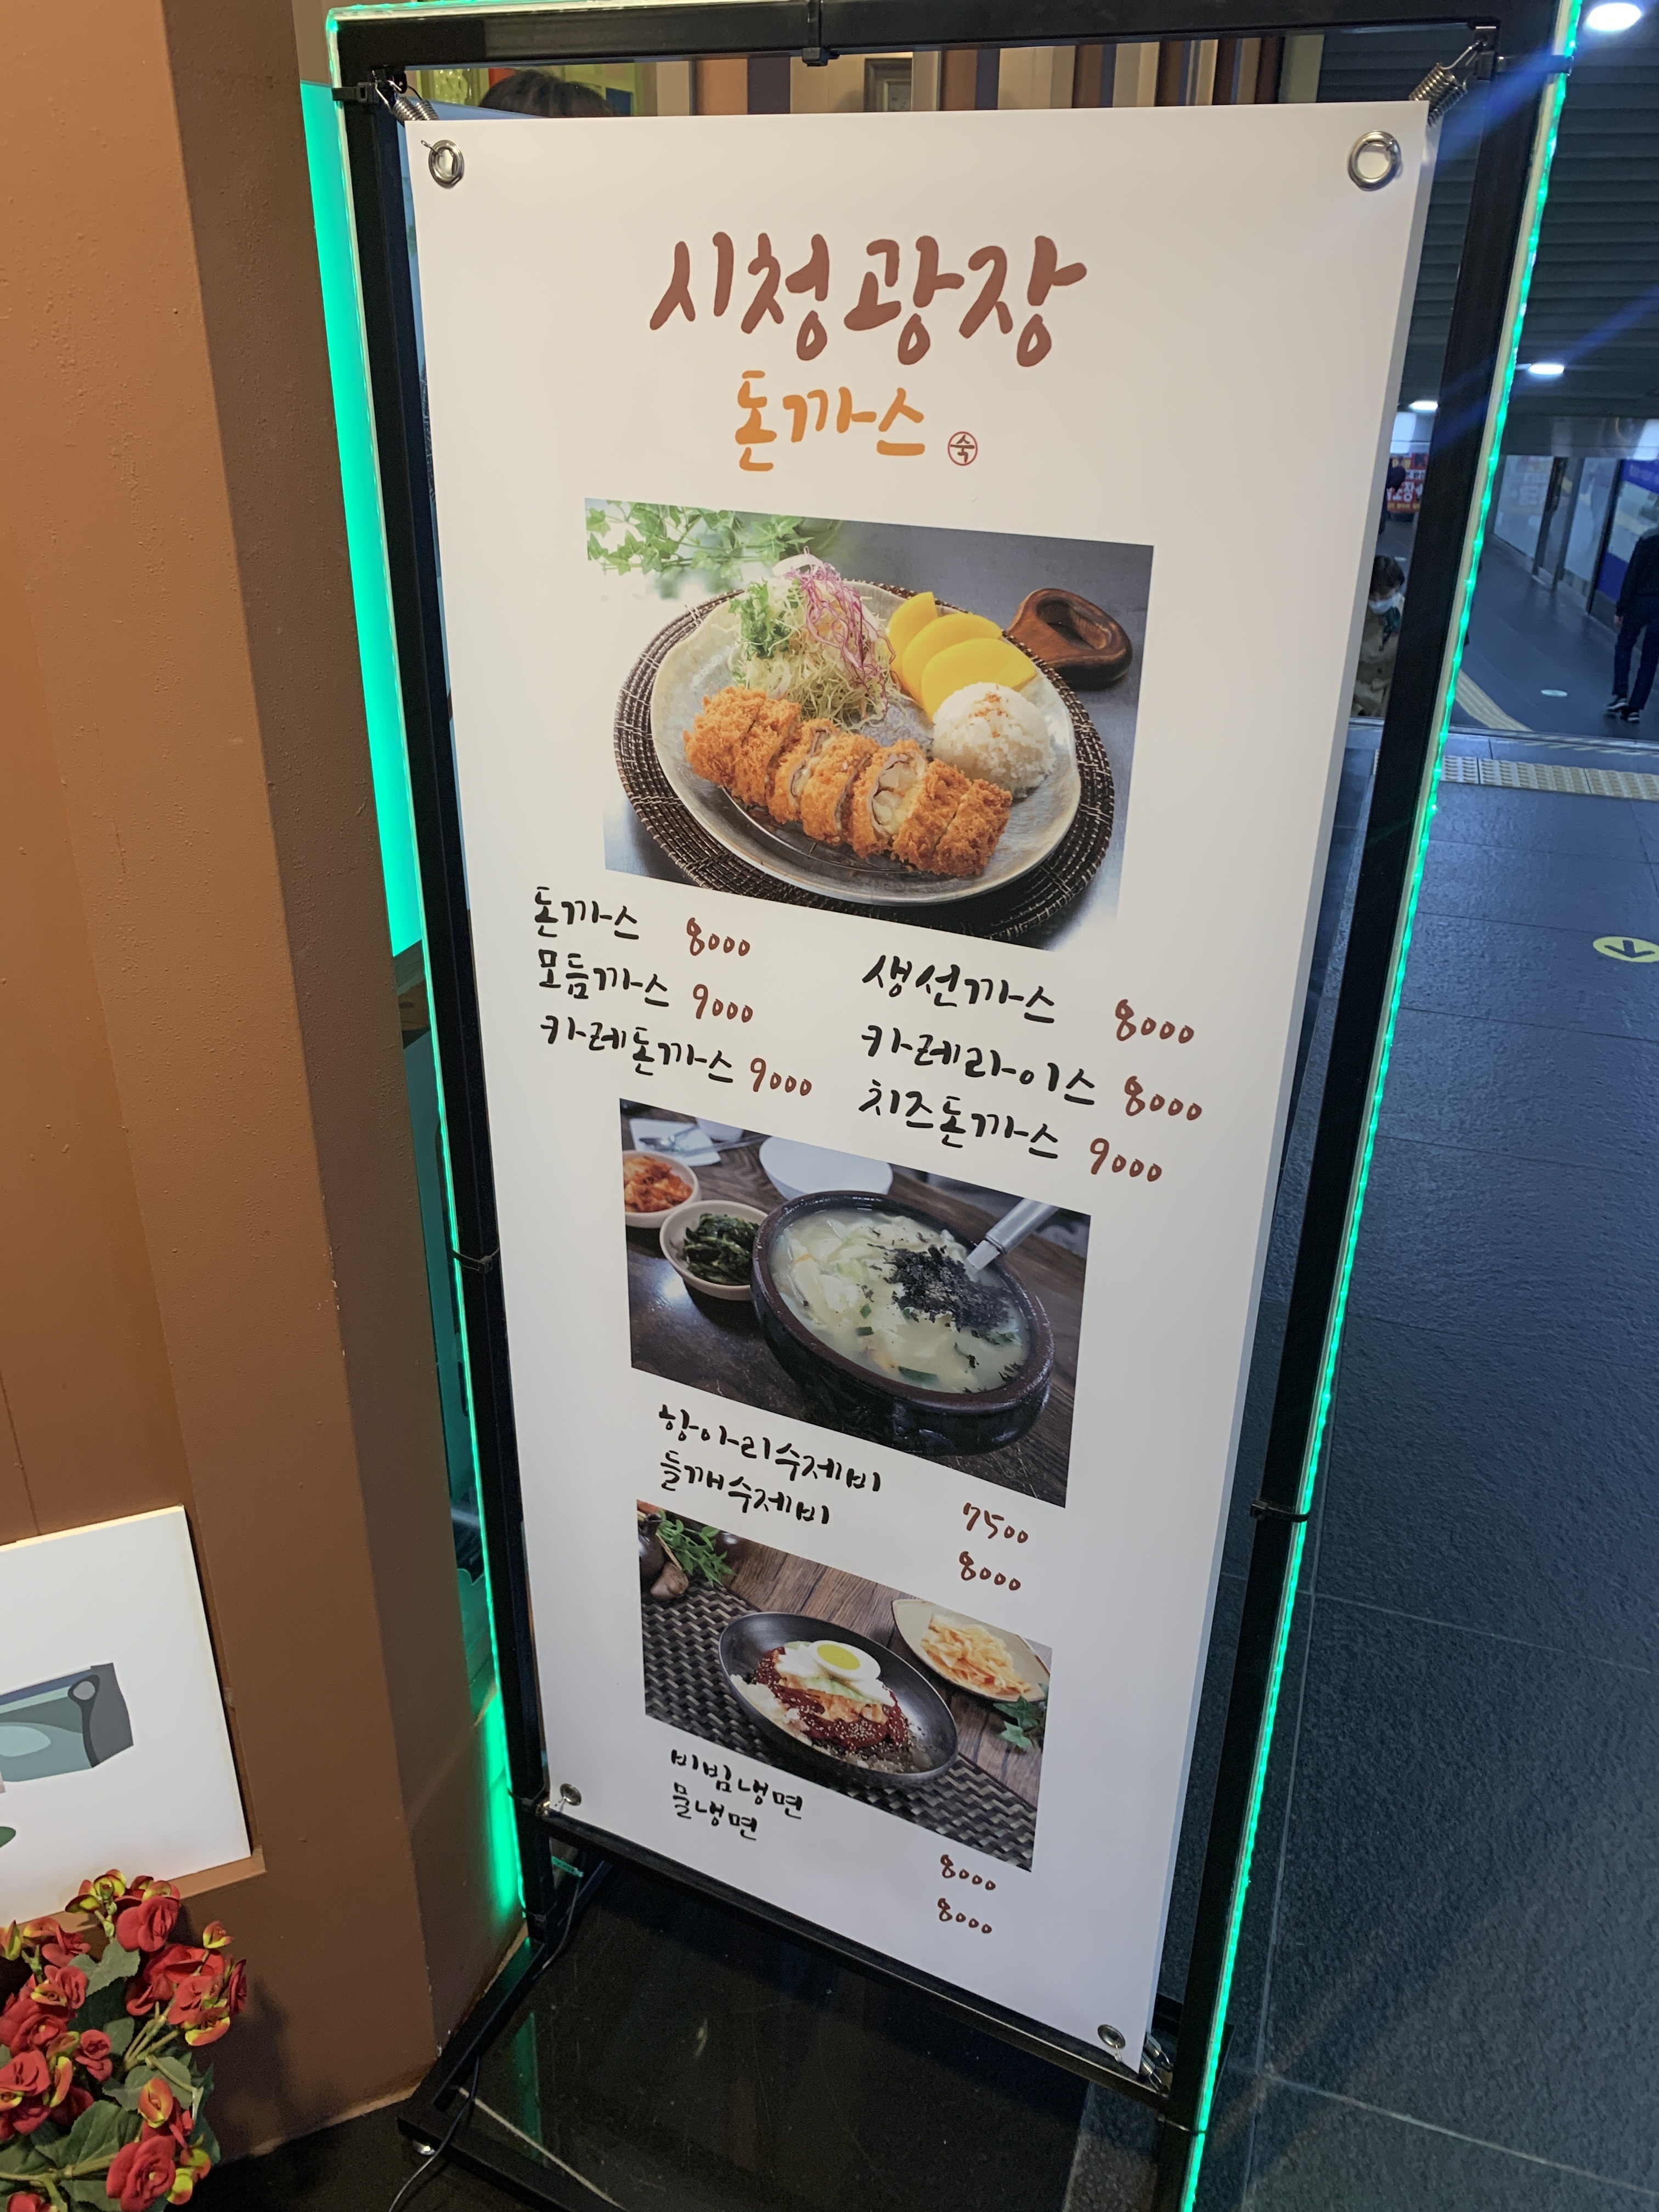 시청광장
돈까스 숙
돈까스 8000
모듬까스 9000
카레돈까스 9000
생선까스 8000
카레라이스 8000
치즈돈까스 9000
항아리수제비 7500
들깨수제비 8000
비빔냉면 8000
물냉면 8000